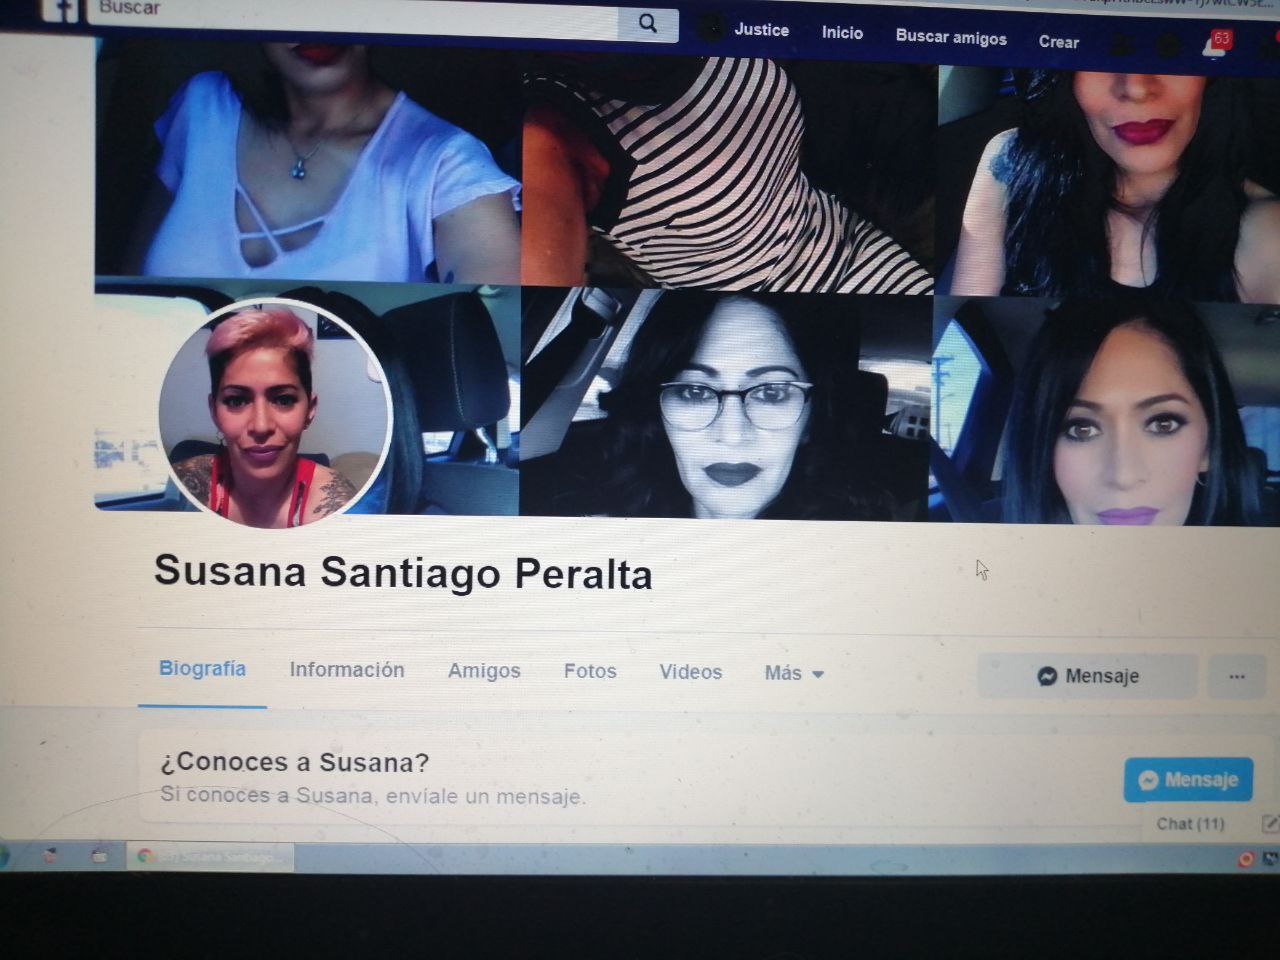 Buscar
Justice Inicio Buscar amigos Crear 63
Susana Santiago Peralta
Biografía Información Amigos Fotos Videos Más
Mensaje
¿Conoces a Susana?
Si conoces a Susana, envíale un mensaje.
Mensaje
Chat (11)
Susana Santiago...